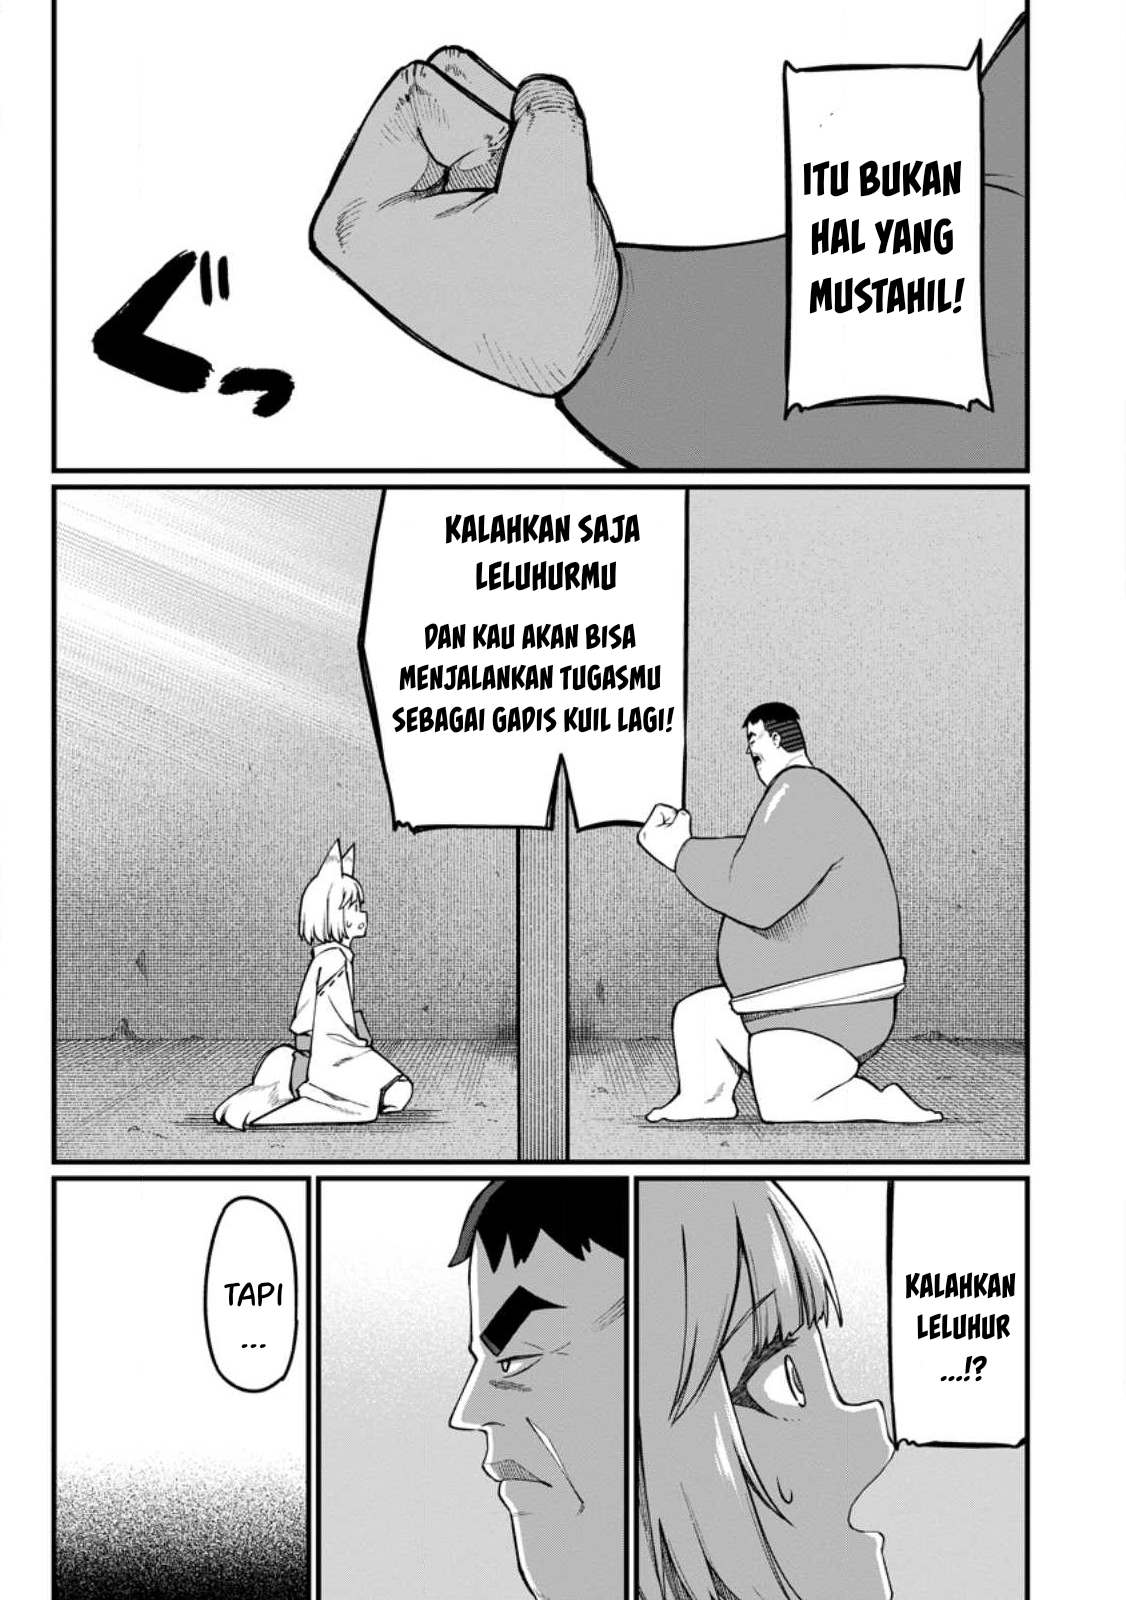 ITU BUKAN
HAL YANG
MUSTAHIL!
ぐっ
KALAHKAN SAJA
LELUHURMU
DAN KAU AKAN BISA
MENJALANKAN TUGASMU
SEBAGAI GADIS KUIL LAGI!
KALAHKAN
LELUHUR
...!?
TAPI
...